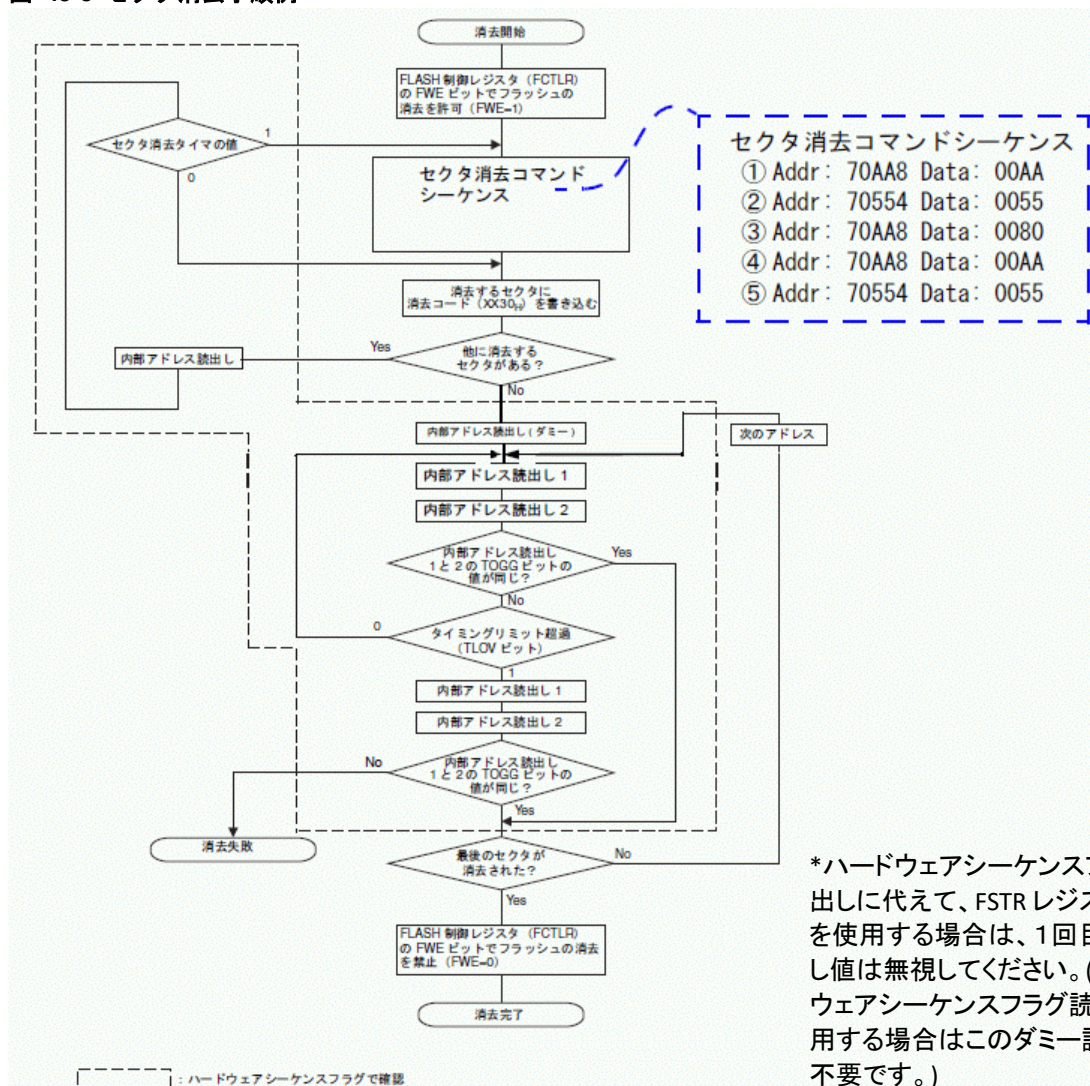 消去開始
FLASH 制御レジスタ（FCTLR）
の FWE ビットでフラッシュの
消去を許可（FWE=1）
セクタ消去タイマの値
1
0
セクタ消去コマンド
シーケンス
セクタ消去コマンドシーケンス
① Addr: 70AA8 Data: 00AA
② Addr: 70554 Data: 0055
③ Addr: 70AA8 Data: 0080
④ Addr: 70AA8 Data: 00AA
⑤ Addr: 70554 Data: 0055
消去するセクタに
消去コード（XX30H）を書き込む
内部アドレス読出し
Yes
他に消去する
セクタがある？
No
内部アドレス読出し(ダミー)
次のアドレス
内部アドレス読出し 1
内部アドレス読出し 2
内部アドレス読出し
1 と 2 の TOGG ビットの
値が同じ？
Yes
No
0
タイミングリミット超過
(TLOV ビット)
1
内部アドレス読出し 1
内部アドレス読出し 2
No
内部アドレス読出し
1 と 2 の TOGG ビットの
値が同じ？
Yes
消去失敗
最後のセクタが
消去された？
No
Yes
FLASH 制御レジスタ（FCTLR）
の FWE ビットでフラッシュの消去
を禁止（FWE=0）
消去完了
*ハードウェアシーケンス
出しに代えて、FSTR レジス
を使用する場合は、1回目
し値は無視してください。(
ウェアシーケンスフラグ読
用する場合はこのダミー
不要です。)
：ハードウェアシーケンスフラグで確認